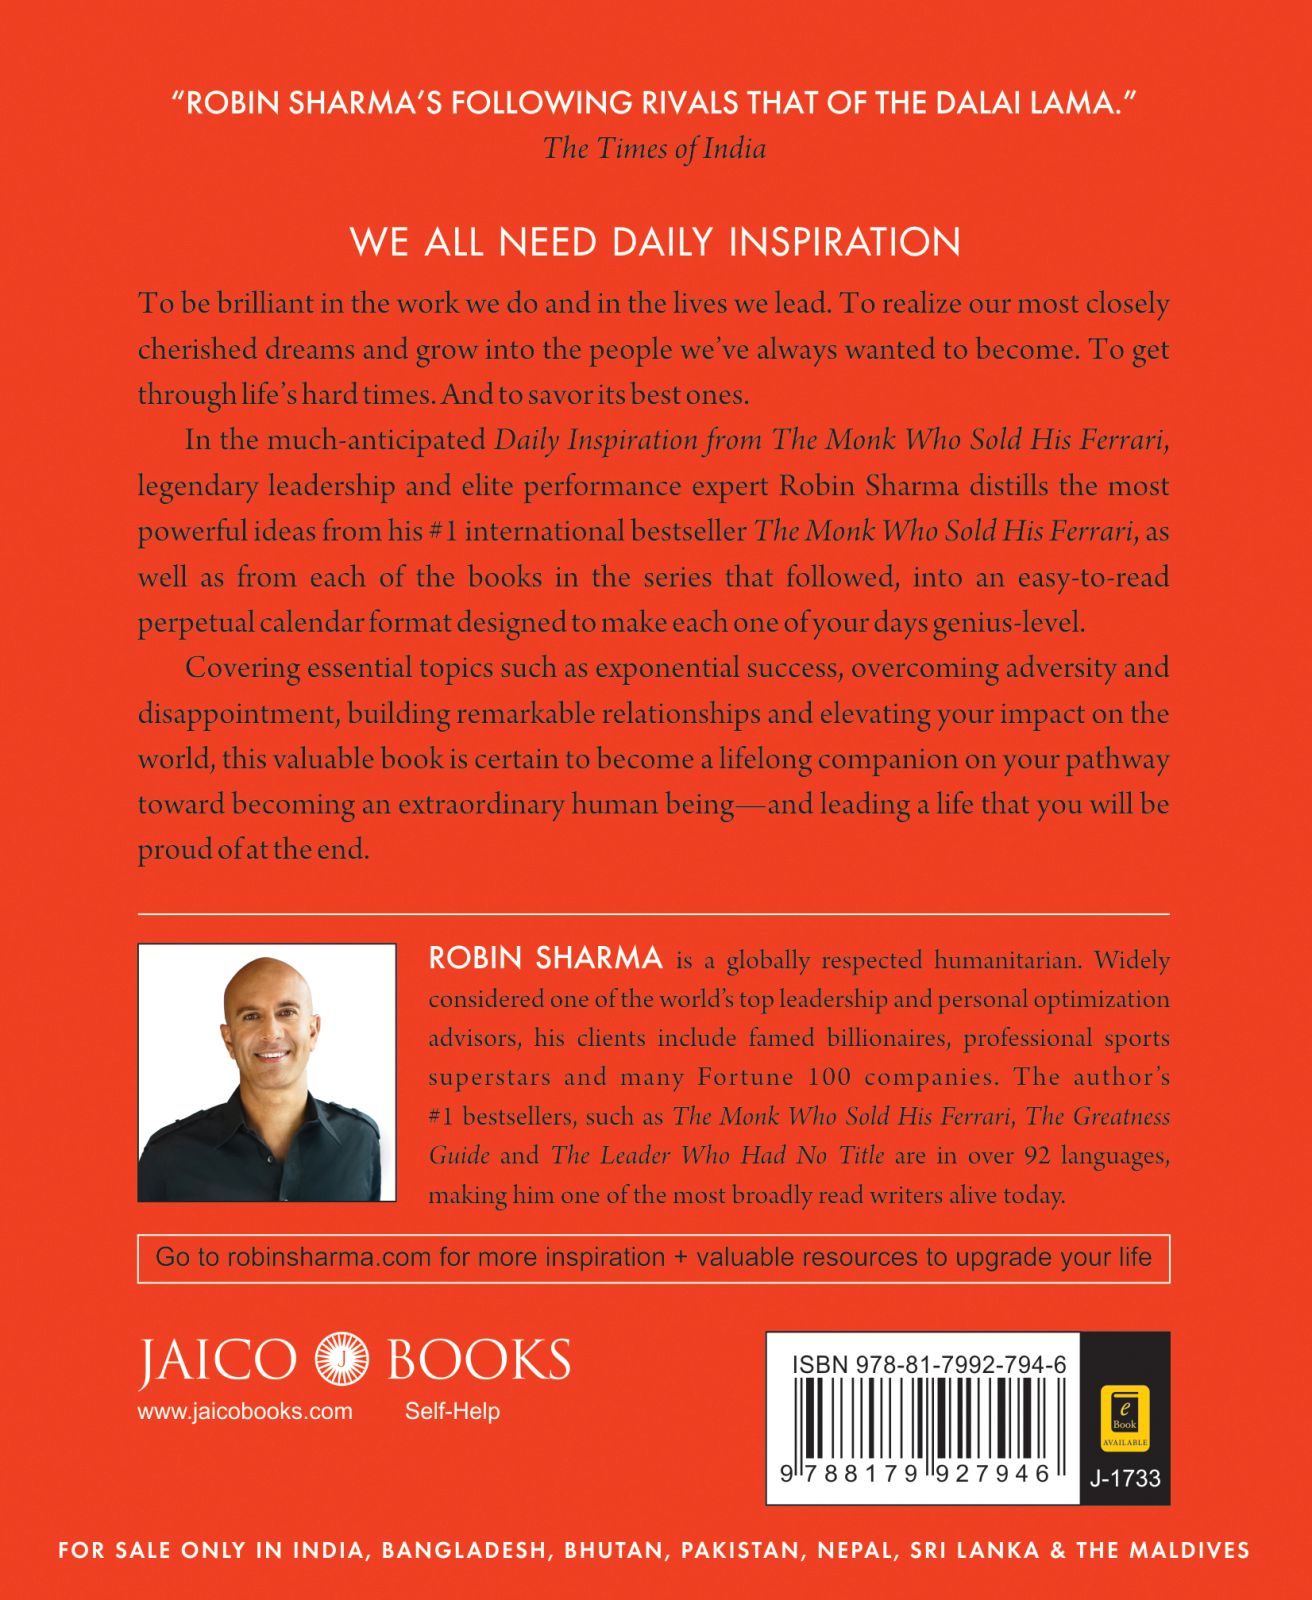 “ROBIN SHARMA’S FOLLOWING RIVALS THAT OF THE DALAI LAMA.”
The Times of India
WE ALL NEED DAILY INSPIRATION
To be brilliant in the work we do and in the lives we lead. To realize our most closely
cherished dreams and grow into the people we’ve always wanted to become. To get
through life’s hard times. And to savor its best ones.
In the much-anticipated Daily Inspiration from The Monk Who Sold His Ferrari,
legendary leadership and elite performance expert Robin Sharma distills the most
powerful ideas from his #1 international bestseller The Monk Who Sold His Ferrari, as
well as from each of the books in the series that followed, into an easy-to-read
perpetual calendar format designed to make each one of your days genius-level.
Covering essential topics such as exponential success, overcoming adversity and
disappointment, building remarkable relationships and elevating your impact on the
world, this valuable book is certain to become a lifelong companion on your pathway
toward becoming an extraordinary human being—and leading a life that you will be
proud of at the end.
ROBIN SHARMA is a globally respected humanitarian. Widely
considered one of the world’s top leadership and personal optimization
advisors, his clients include famed billionaires, professional sports
superstars and many Fortune 100 companies. The author’s
#1 bestsellers, such as The Monk Who Sold His Ferrari, The Greatness
Guide and The Leader Who Had No Title are in over 92 languages,
making him one of the most broadly read writers alive today.
Go to robinsharma.com for more inspiration + valuable resources to upgrade your life
JAICO J BOOKS
www.jaicobooks.com Self-Help
ISBN 978-81-7992-794-6
9 788179 927946
e
Book
AVAILABLE
J-1733
FOR SALE ONLY IN INDIA, BANGLADESH, BHUTAN, PAKISTAN, NEPAL, SRI LANKA & THE MALDIVES